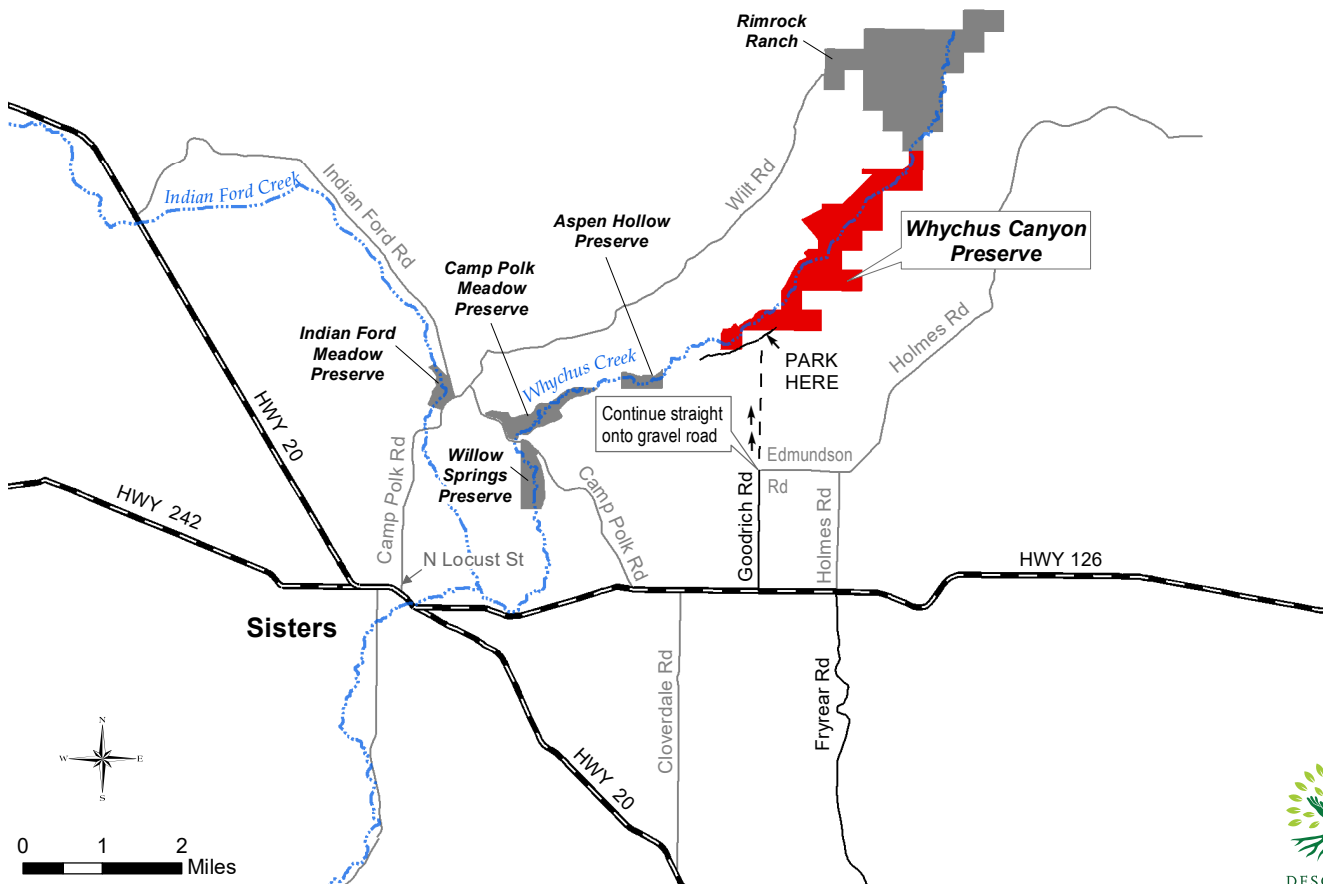 Rimrock
Ranch
Indian Ford Creek
Indian Ford Rd
Wilt Rd
Aspen Hollow
Preserve
Whychus Canyon
Preserve
Camp Polk
Meadow
Preserve
Indian Ford
Meadow
Preserve
Holmes Rd
Whychus Creek
PARK
HERE
HWY 20
Continue straight
onto gravel road
Edmundson
Rd
Willow
Springs
Preserve
Camp Polk Rd
Camp Polk Rd
HWY 242
Goodrich Rd
Holmes Rd
N Locust St
HWY 126
Sisters
Cloverdale Rd
Fryrear Rd
N
W
E
S
HWY 20
0 1 2
Miles